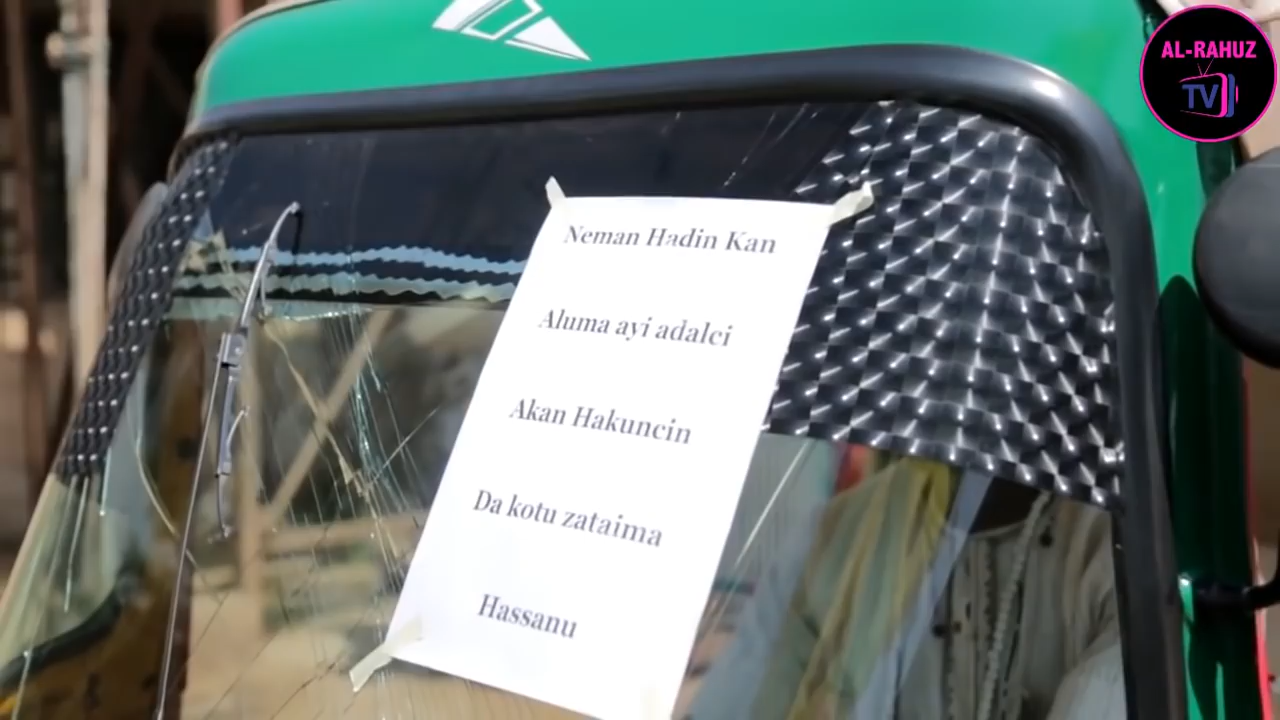 AL-RAHUZ
TV
Neman Hadin Kan
Aluma ayi adalci
Akan Hakuncin
Da kotu zataima
Hassanu